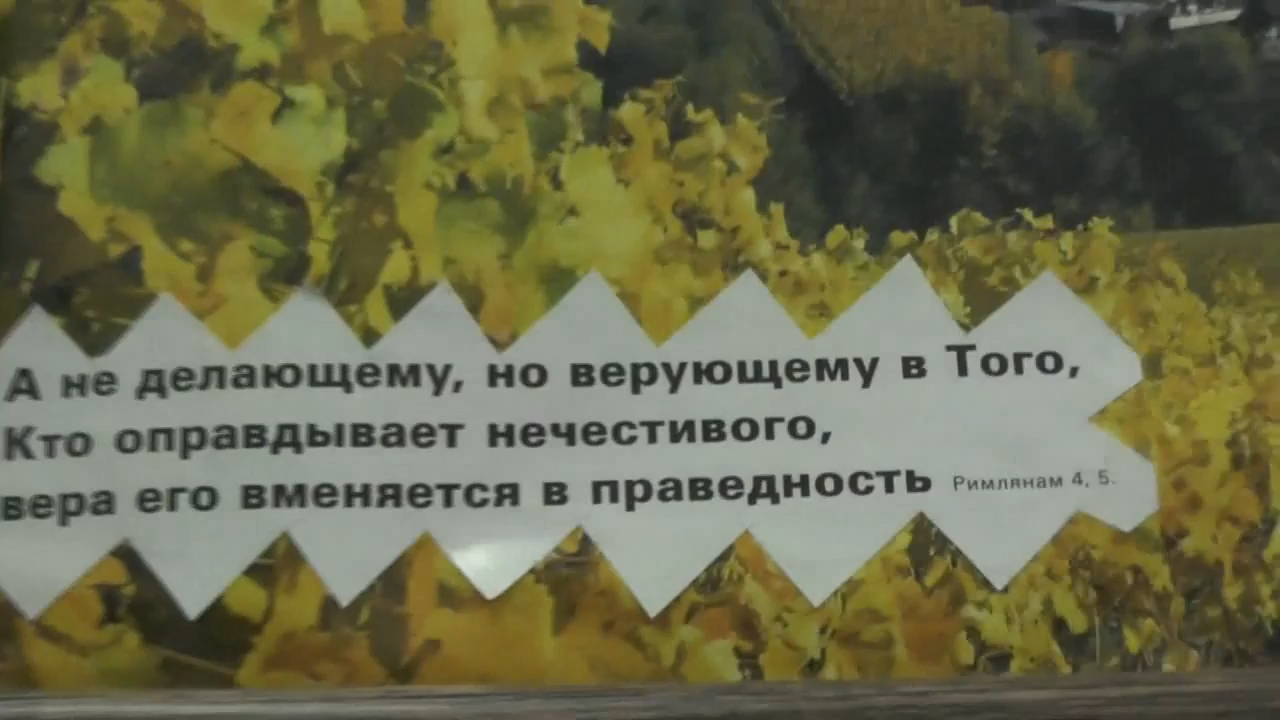 А не делающему, но верующему в Того,
Кто оправдывает нечестивого,
вера его вменяется в праведность Римлянам 4, 5.